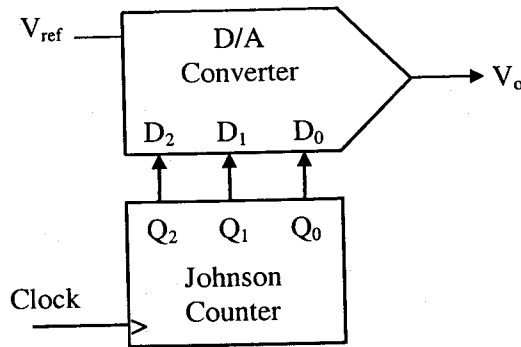 V_ref
D/A
Converter
V_o
D_2 D_1 D_0
Q_2 Q_1 Q_0
Johnson
Counter
Clock